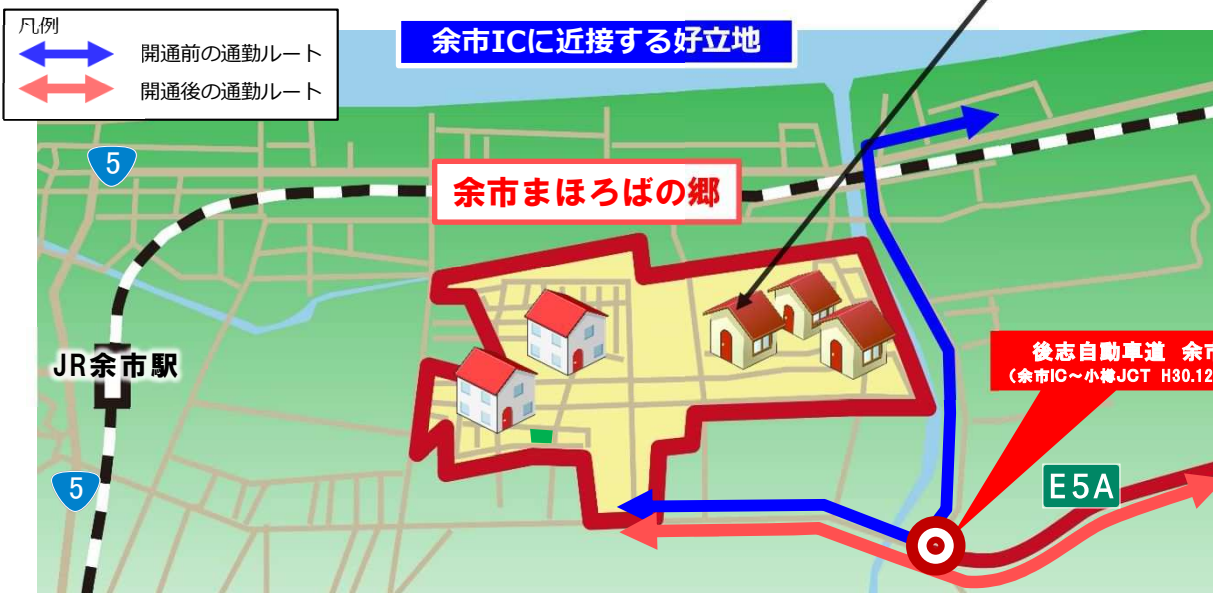 凡例
開通前の通勤ルート
開通後の通勤ルート
余市ICに近接する好立地
5
余市まほろばの郷
JR余市駅
後志自動車道 余市
(余市IC～小樽JCT H30.12
5
E5A